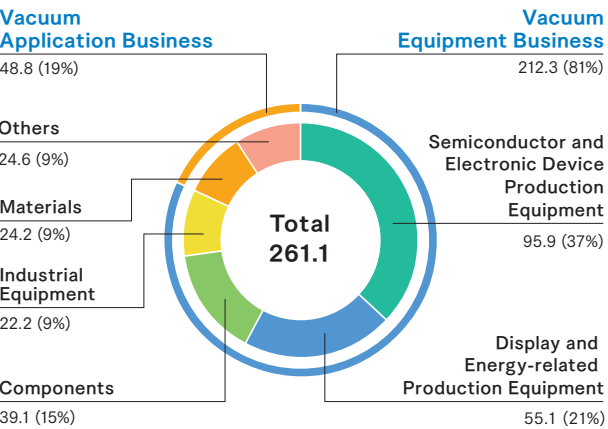 Vacuum
Application Business
48.8 (19%)
Vacuum
Equipment Business
212.3 (81%)
Others
24.6 (9%)
Materials
24.2 (9%)
Industrial
Equipment
22.2 (9%)
Components
39.1 (15%)
Total
261.1
Semiconductor and
Electronic Device
Production
Equipment
95.9 (37%)
Display and
Energy-related
Production Equipment
55.1 (21%)